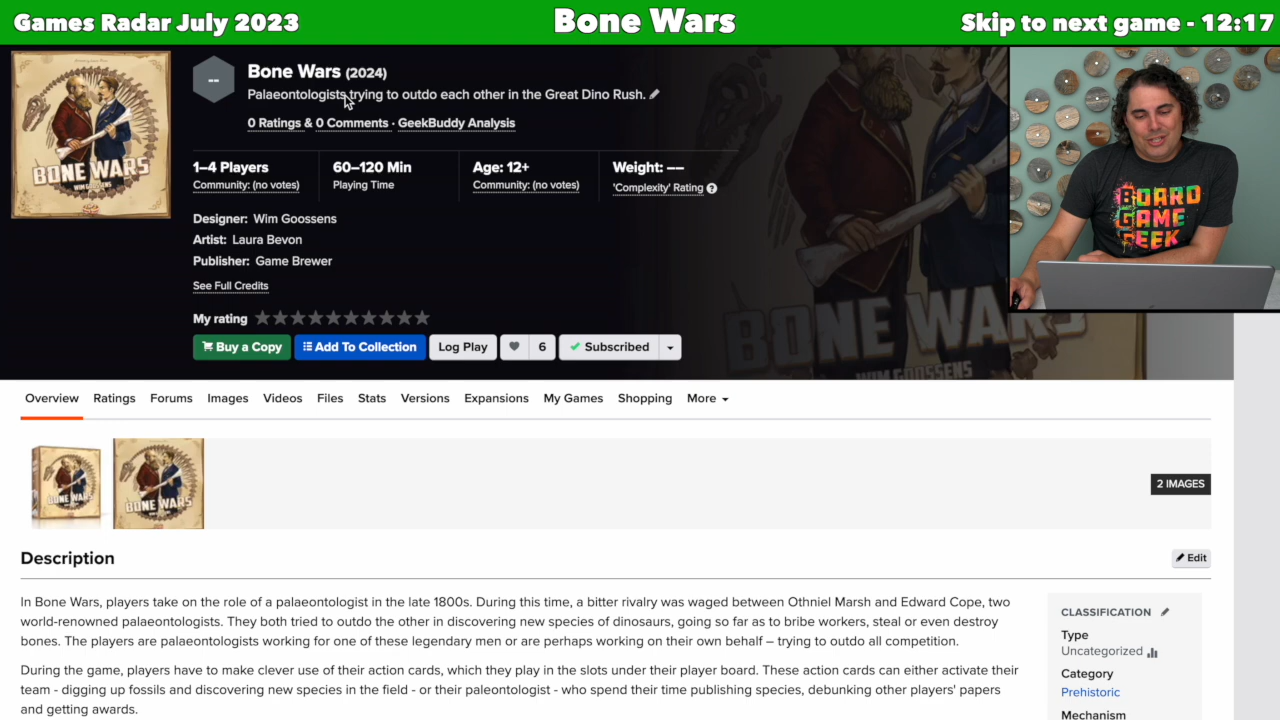 Games Radar July 2023
Bone Wars
Skip to next game - 12:17
BONE WARS
WIM GOOSSENS
--
Bone Wars (2024)
Palaeontologists trying to outdo each other in the Great Dino Rush.
0 Ratings & 0 Comments · GeekBuddy Analysis
1–4 Players
Community: (no votes)
60–120 Min
Playing Time
Age: 12+
Community: (no votes)
Weight: ––
'Complexity' Rating ?
Designer: Wim Goossens
Artist: Laura Bevon
Publisher: Game Brewer
See Full Credits
My rating
Buy a Copy
Add To Collection
Log Play
6
Subscribed
BONE WARS
WIM GOOSSENS
BOARD
GAME
GEEK
Overview
Ratings
Forums
Images
Videos
Files
Stats
Versions
Expansions
My Games
Shopping
More
BONE WARS
BONE WARS
2 IMAGES
Description
Edit
In Bone Wars, players take on the role of a palaeontologist in the late 1800s. During this time, a bitter rivalry was waged between Othniel Marsh and Edward Cope, two
world-renowned palaeontologists. They both tried to outdo the other in discovering new species of dinosaurs, going so far as to bribe workers, steal or even destroy
bones. The players are palaeontologists working for one of these legendary men or are perhaps working on their own behalf – trying to outdo all competition.
During the game, players have to make clever use of their action cards, which they play in the slots under their player board. These action cards can either activate their
team - digging up fossils and discovering new species in the field - or their paleontologist - who spend their time publishing species, debunking other players' papers
and getting awards.
CLASSIFICATION
Type
Uncategorized
Category
Prehistoric
Mechanism